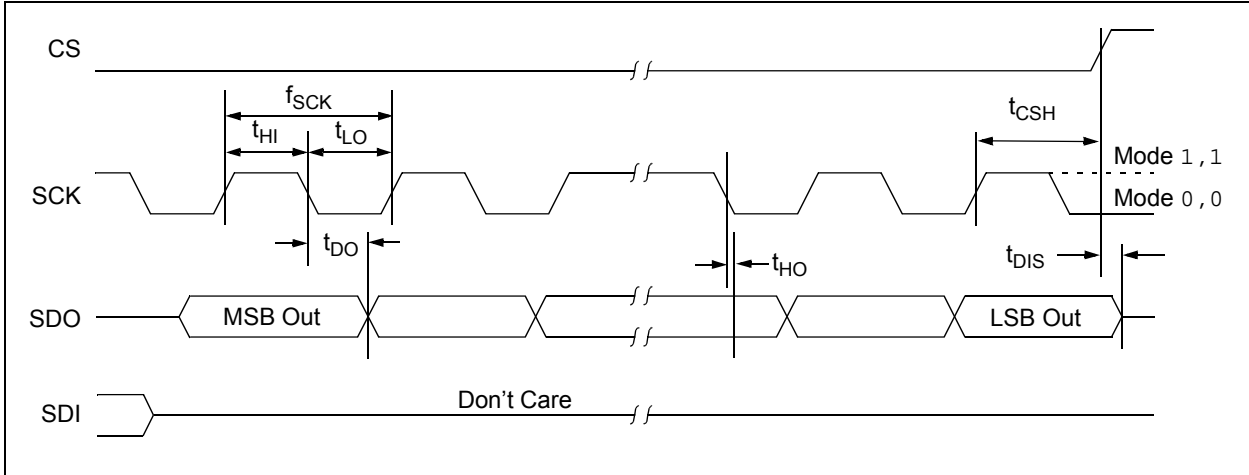 CS
fSCK
tHI
tLO
tCSH
Mode 1,1
SCK
Mode 0,0
tDO
tHO
tDIS
SDO
MSB Out
LSB Out
SDI
Don't Care